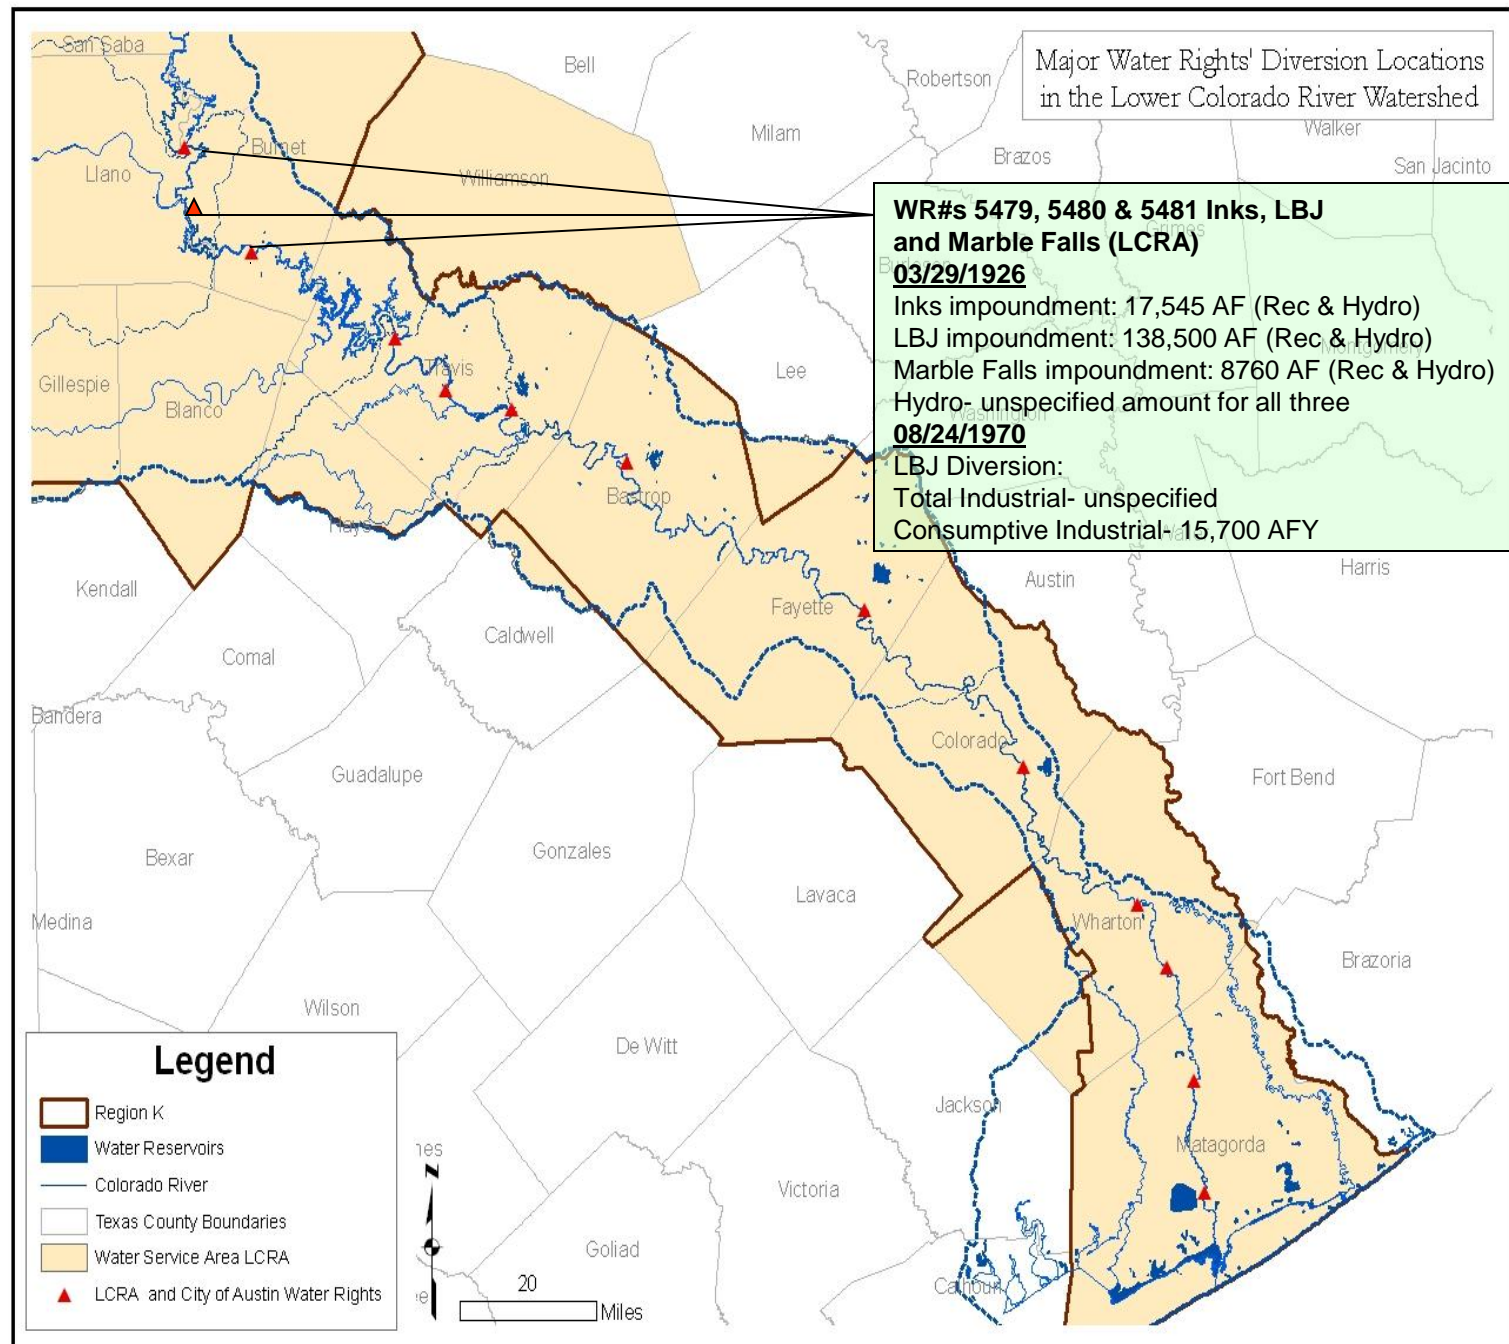 Major Water Rights' Diversion Locations
in the Lower Colorado River Watershed
San Saba
Bell
Robertson
Milam
Walker
Burnet
Brazos
San Jacinto
Llano
Williamson
WR#s 5479, 5480 & 5481 Inks, LBJ
and Marble Falls (LCRA)
03/29/1926
Inks impoundment: 17,545 AF (Rec & Hydro)
LBJ impoundment: 138,500 AF (Rec & Hydro)
Marble Falls impoundment: 8760 AF (Rec & Hydro)
Hydro- unspecified amount for all three
08/24/1970
LBJ Diversion:
Total Industrial- unspecified
Consumptive Industrial- 15,700 AFY
Grimes
Montgomery
Washington
Travis
Lee
Gillespie
Blanco
Bastrop
Harris
Austin
Kendall
Fayette
Caldwell
Comal
Bandera
Colorado
Guadalupe
Fort Bend
Bexar
Gonzales
Lavaca
Medina
Wharton
Brazoria
Wilson
De Witt
Jackson
Matagorda
Victoria
Goliad
Calhoun
Legend
Region K
Water Reservoirs
Colorado River
Texas County Boundaries
Water Service Area LCRA
LCRA and City of Austin Water Rights
N
20
Miles